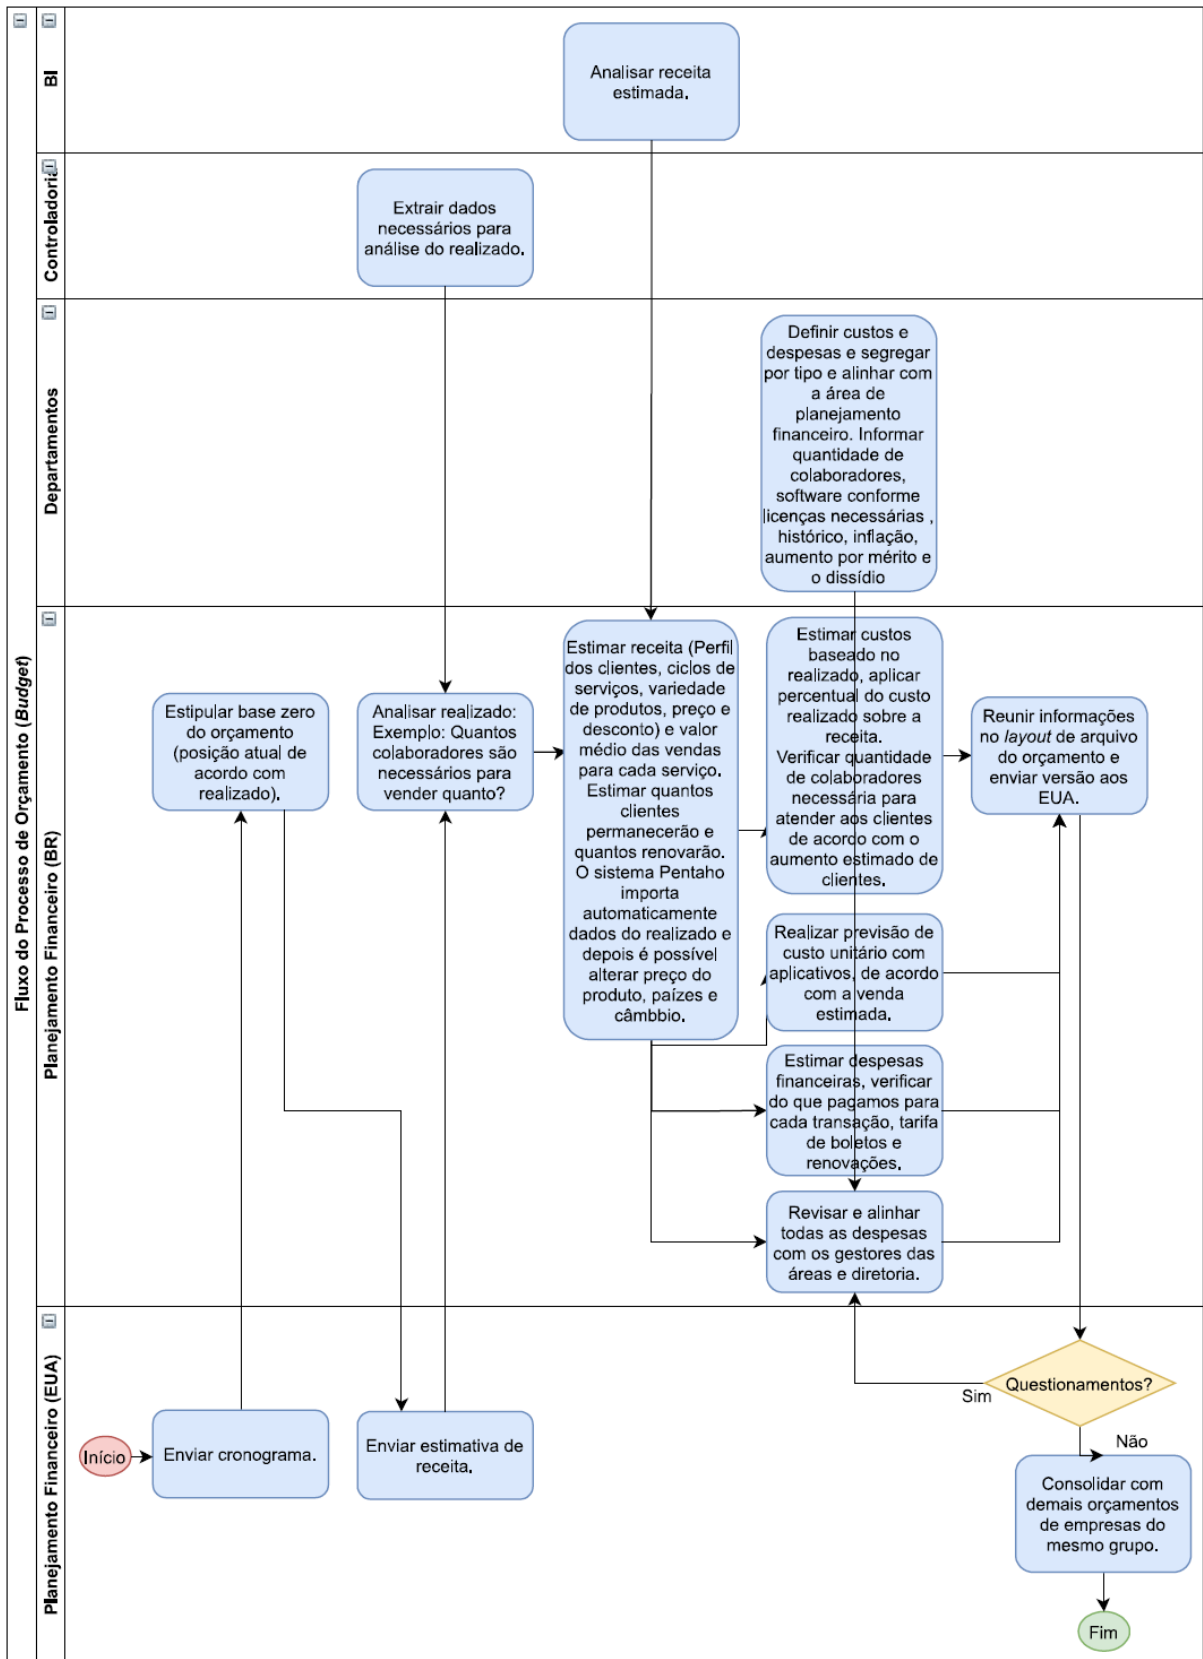 Fluxo do Processo de Orçamento (Budget)
BI
Analisar receita
estimada.
Controladoria
Extrair dados
necessários para
análise do realizado.
Departamentos
Definir custos e
despesas e segregar
por tipo e alinhar com
a área de
planejamento
financeiro. Informar
quantidade de
colaboradores,
software conforme
licenças necessárias ,
histórico, inflação,
aumento por mérito e
o dissídio
Planejamento Financeiro (BR)
Estipular base zero
do orçamento
(posição atual de
acordo com
realizado).
Analisar realizado:
Exemplo: Quantos
colaboradores são
necessários para
vender quanto?
Estimar receita (Perfil
dos clientes, ciclos de
serviços, variedade
de produtos, preço e
desconto) e valor
médio das vendas
para cada serviço.
Estimar quantos
clientes
permanecerão e
quantos renovarão.
O sistema Pentaho
importa
automaticamente
dados do realizado e
depois é possível
alterar preço do
produto, países e
câmbbio.
Estimar custos
baseado no
realizado, aplicar
percentual do custo
realizado sobre a
receita.
Verificar quantidade
de colaboradores
necessária para
atender aos clientes
de acordo com o
aumento estimado de
clientes.
Realizar previsão de
custo unitário com
aplicativos, de acordo
com a venda
estimada.
Estimar despesas
financeiras, verificar
do que pagamos para
cada transação, tarifa
de boletos e
renovações.
Revisar e alinhar
todas as despesas
com os gestores das
áreas e diretoria.
Reunir informações
no layout de arquivo
do orçamento e
enviar versão aos
EUA.
Planejamento Financeiro (EUA)
Início
Enviar cronograma.
Enviar estimativa de
receita.
Questionamentos?
Sim
Não
Consolidar com
demais orçamentos
de empresas do
mesmo grupo.
Fim